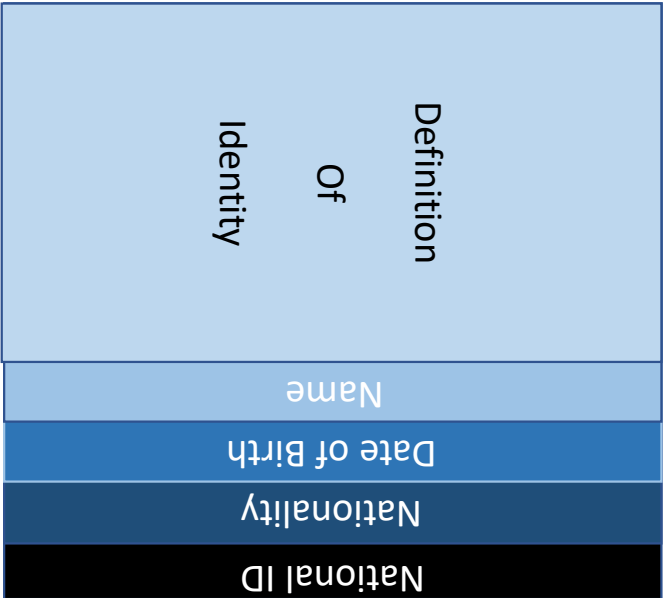 Definition
Of
Identity
Name
Date of Birth
Nationality
National ID